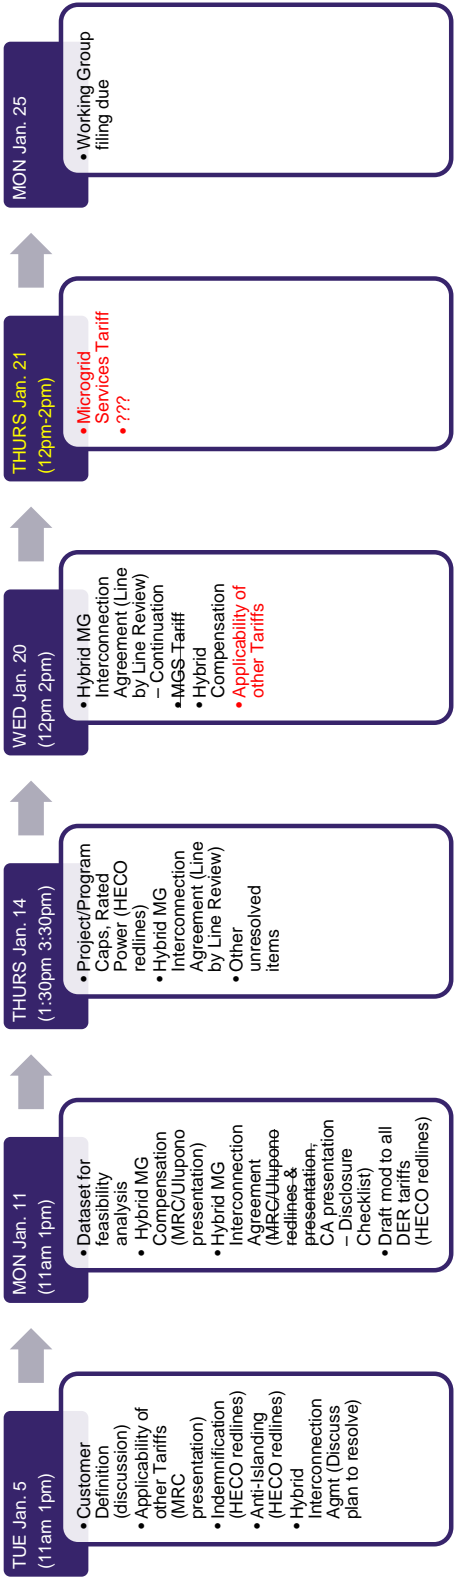 TUE Jan. 5
(11am 1pm)
• Customer
Definition
(discussion)
• Applicability of
other Tariffs
(MRC
presentation)
• Indemnification
(HECO redlines)
• Anti-Islanding
(HECO redlines)
• Hybrid
Interconnection
Agmt (Discuss
plan to resolve)
MON Jan. 11
(11am 1pm)
• Dataset for
feasibility
analysis
• Hybrid MG
Compensation
(MRC/Ulupono
presentation)
• Hybrid MG
Interconnection
Agreement
(MRC/Ulupono
redlines &
presentation,
CA presentation
– Disclosure
Checklist)
• Draft mod to all
DER tariffs
(HECO redlines)
THURS Jan. 14
(1:30pm 3:30pm)
• Project/Program
Caps, Rated
Power (HECO
redlines)
• Hybrid MG
Interconnection
Agreement (Line
by Line Review)
• Other
unresolved
items
WED Jan. 20
(12pm 2pm)
• Hybrid MG
Interconnection
Agreement (Line
by Line Review)
– Continuation
• MGS Tariff
• Hybrid
Compensation
• Applicability of
other Tariffs
THURS Jan. 21
(12pm-2pm)
• Microgrid
Services Tariff
• ???
MON Jan. 25
• Working Group
filing due